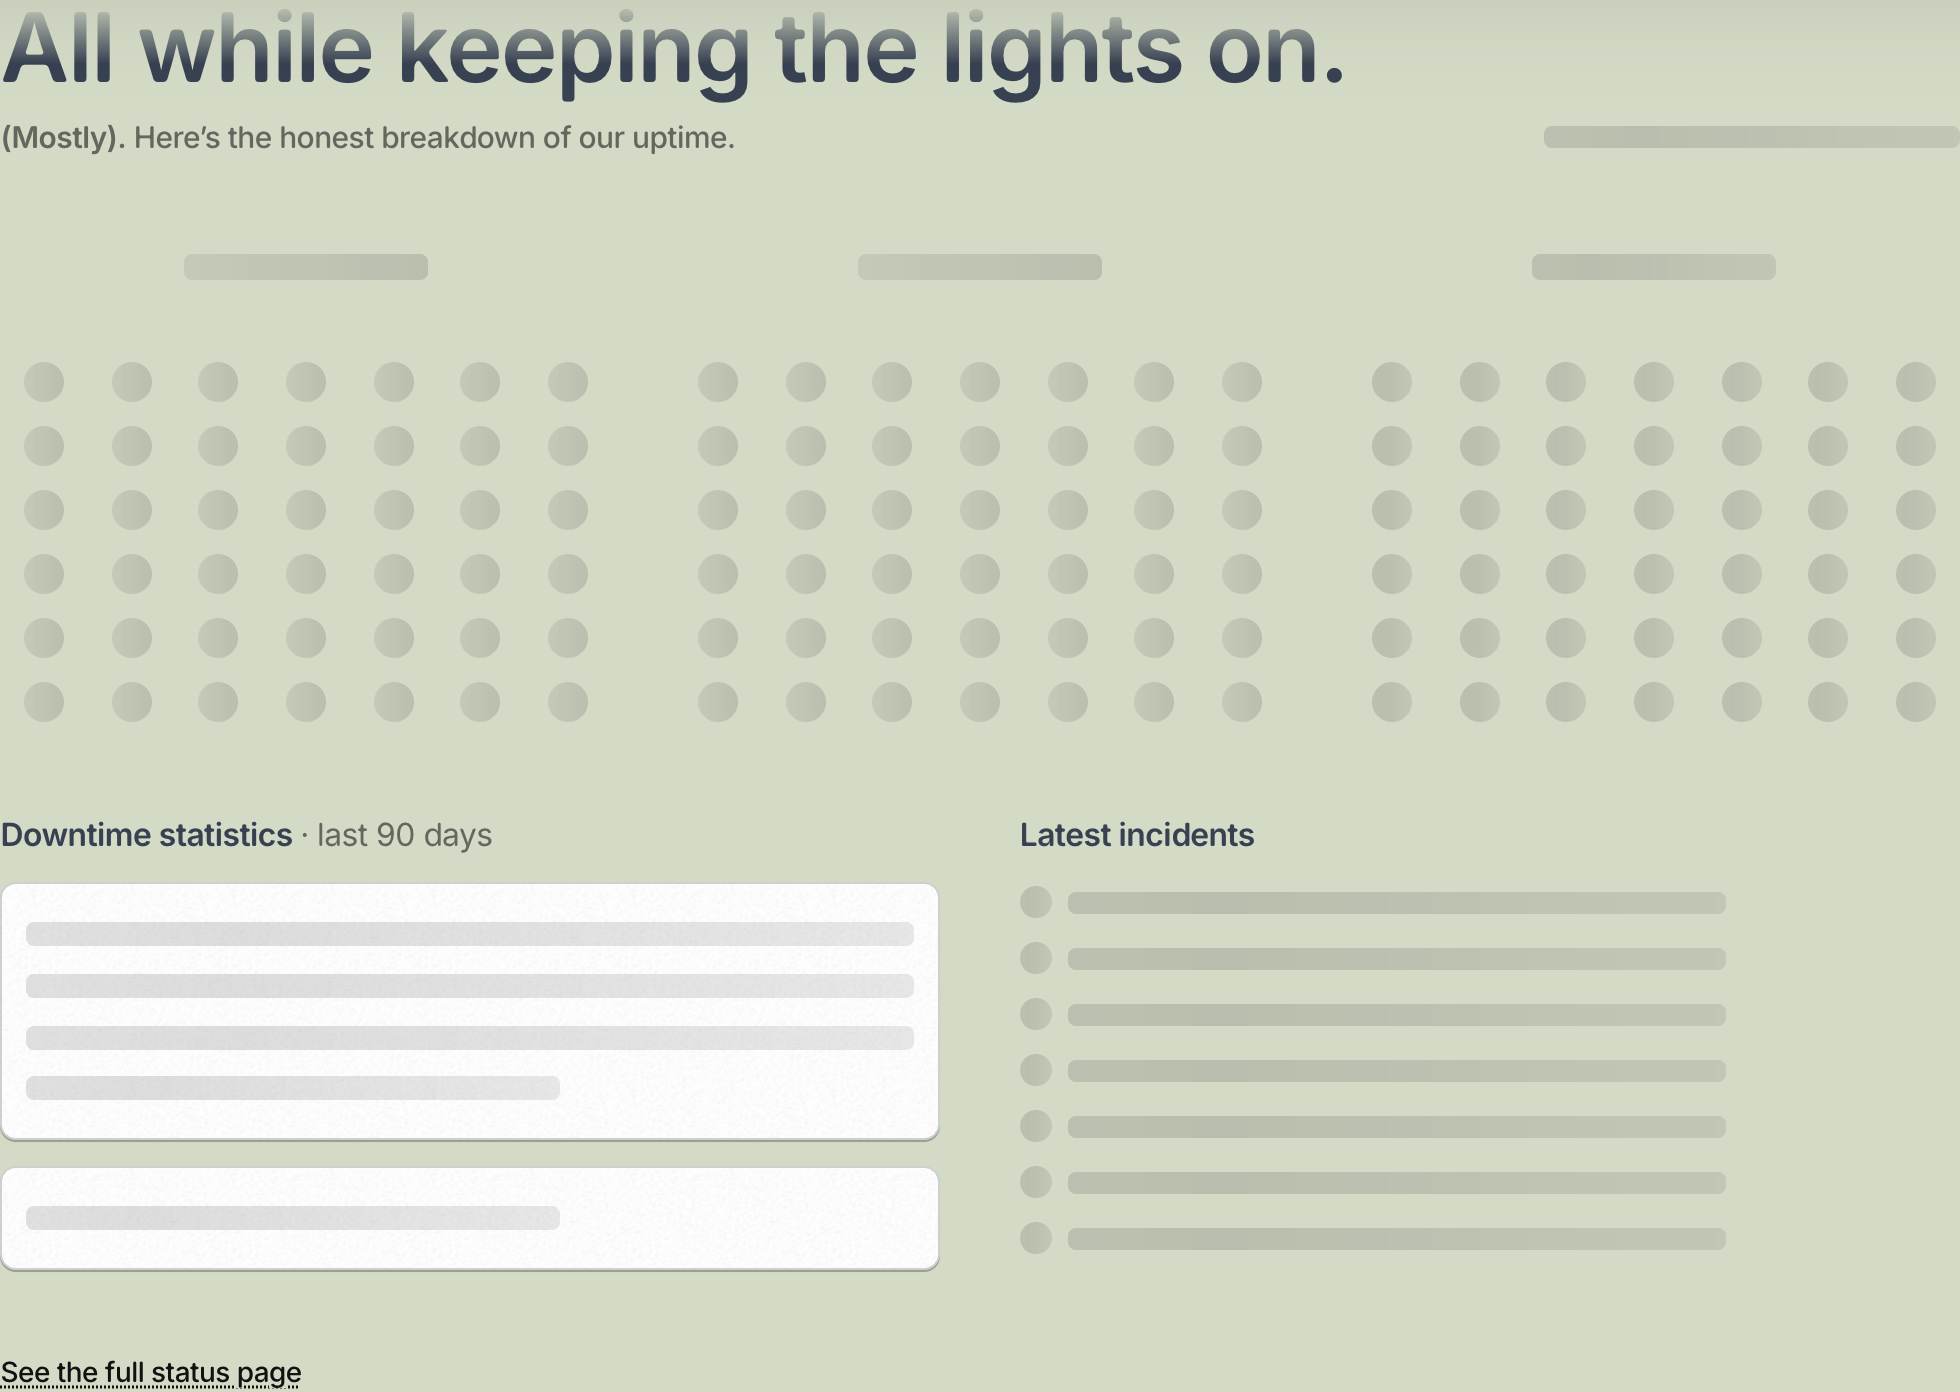 All while keeping the lights on.
(Mostly). Here’s the honest breakdown of our uptime.
Downtime statistics · last 90 days
Latest incidents
See the full status page